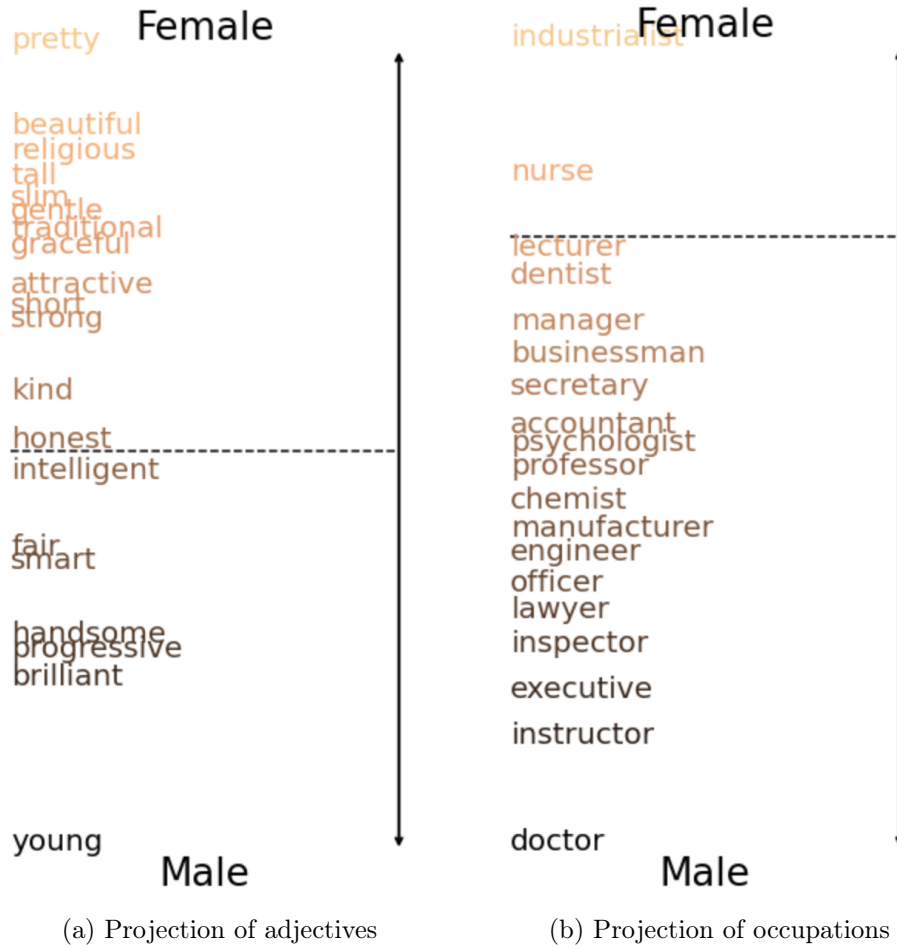 Female
pretty
beautiful
religious
tall
slim
gentle
traditional
graceful
attractive
short
strong
kind
honest
intelligent
fair
smart
handsome
progressive
brilliant
young
Male
(a) Projection of adjectives
Female
industrialist
nurse
lecturer
dentist
manager
businessman
secretary
accountant
psychologist
professor
chemist
manufacturer
engineer
officer
lawyer
inspector
executive
instructor
doctor
Male
(b) Projection of occupations